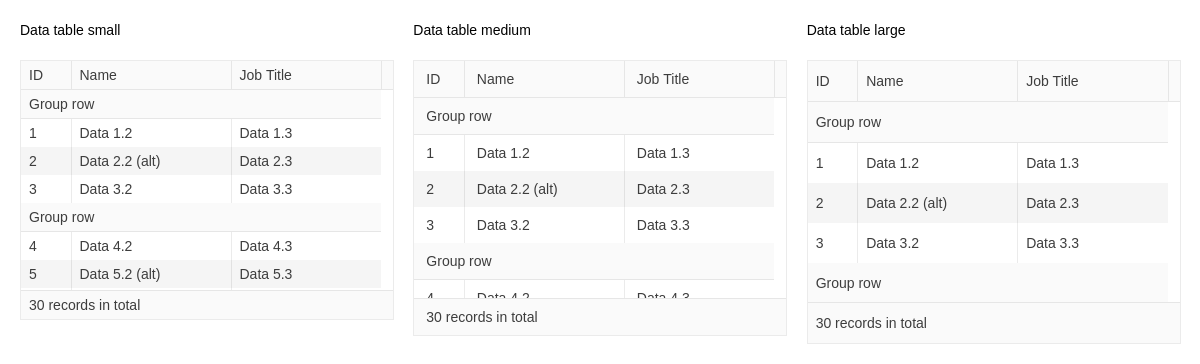 Data table small
ID Name Job Title
Group row
1 Data 1.2 Data 1.3
2 Data 2.2 (alt) Data 2.3
3 Data 3.2 Data 3.3
Group row
4 Data 4.2 Data 4.3
5 Data 5.2 (alt) Data 5.3
30 records in total
Data table medium
ID Name Job Title
Group row
1 Data 1.2 Data 1.3
2 Data 2.2 (alt) Data 2.3
3 Data 3.2 Data 3.3
Group row
4 Data 4.2 Data 4.3
30 records in total
Data table large
ID Name Job Title
Group row
1 Data 1.2 Data 1.3
2 Data 2.2 (alt) Data 2.3
3 Data 3.2 Data 3.3
Group row
30 records in total